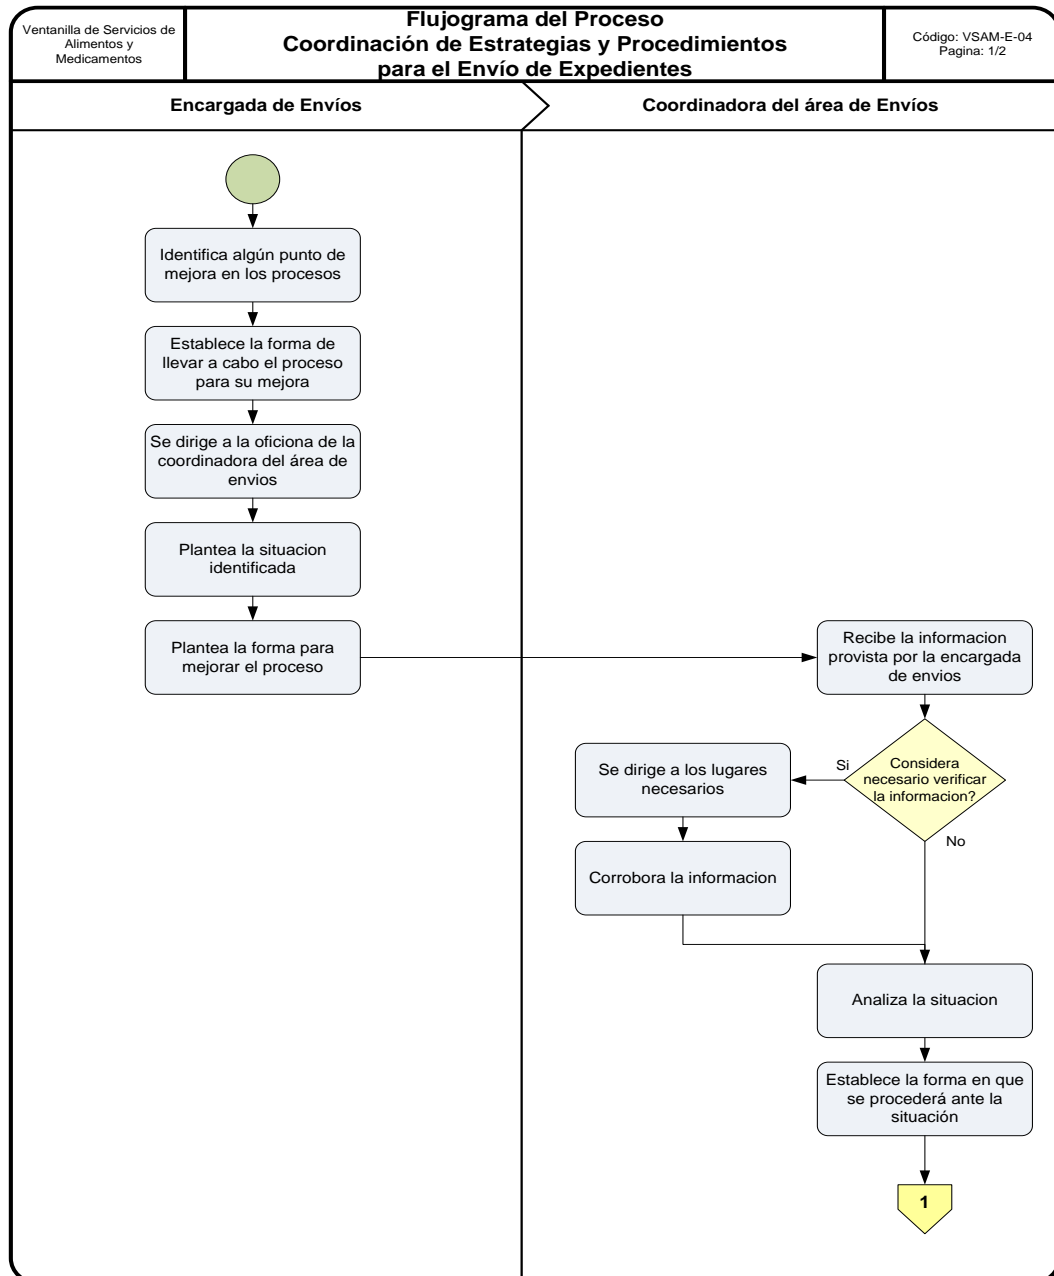 Ventanilla de Servicios de
Alimentos y
Medicamentos
Flujograma del Proceso
Coordinación de Estrategias y Procedimientos
para el Envío de Expedientes
Código: VSAM-E-04
Pagina: 1/2
Encargada de Envíos
Coordinadora del área de Envíos
Identifica algún punto de
mejora en los procesos
Establece la forma de
llevar a cabo el proceso
para su mejora
Se dirige a la oficiona de la
coordinadora del área de
envios
Plantea la situacion
identificada
Plantea la forma para
mejorar el proceso
Recibe la informacion
provista por la encargada
de envios
Considera
necesario verificar
la informacion?
Si
No
Se dirige a los lugares
necesarios
Corrobora la informacion
Analiza la situacion
Establece la forma en que
se procederá ante la
situación
1